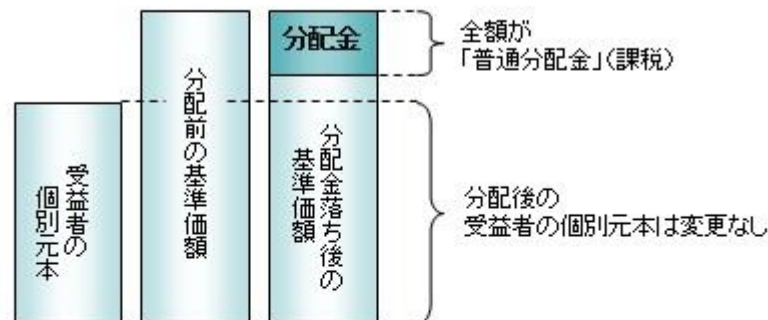 受益者の
個別元本
分配前の基準価額
分配金
分配金落ち後の
基準価額
全額が
「普通分配金」(課税)
分配後の
受益者の個別元本は変更なし